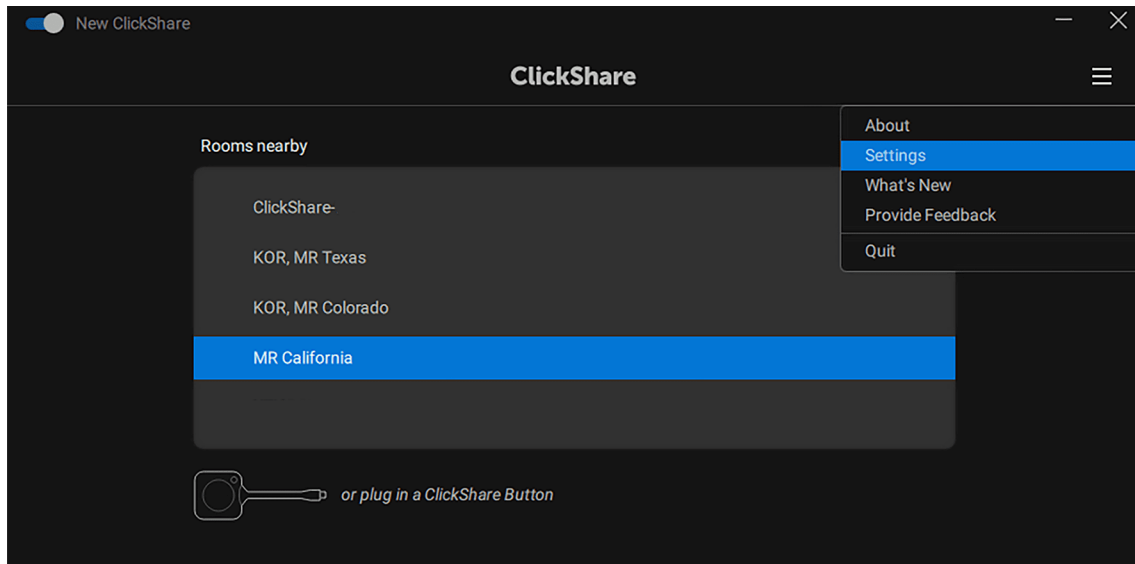 New ClickShare
ClickShare
About
Settings
What's New
Provide Feedback
Quit
Rooms nearby
ClickShare-
KOR, MR Texas
KOR, MR Colorado
MR California
or plug in a ClickShare Button